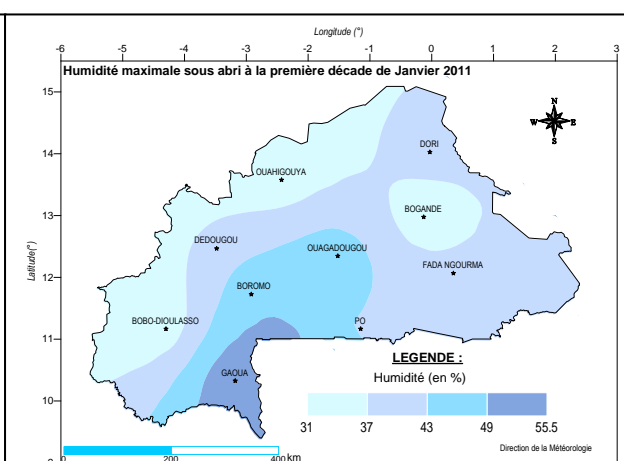 Longitude (°)
-6 -5 -4 -3 -2 -1 0 1 2 3
Humidité maximale sous abri à la première décade de Janvier 2011
15
N
W E
S
14
DORI
OUAHIGOUYA
13
BOGANDE
DEDOUGOU
OUAGADOUGOU
Latitude(°)
12
FADA NGOURMA
BOROMO
BOBO-DIOULASSO
PO
11
LEGENDE :
Humidité (en %)
GAOUA
10
31 37 43 49 55.5
Direction de la Météorologie
0 200 400 km